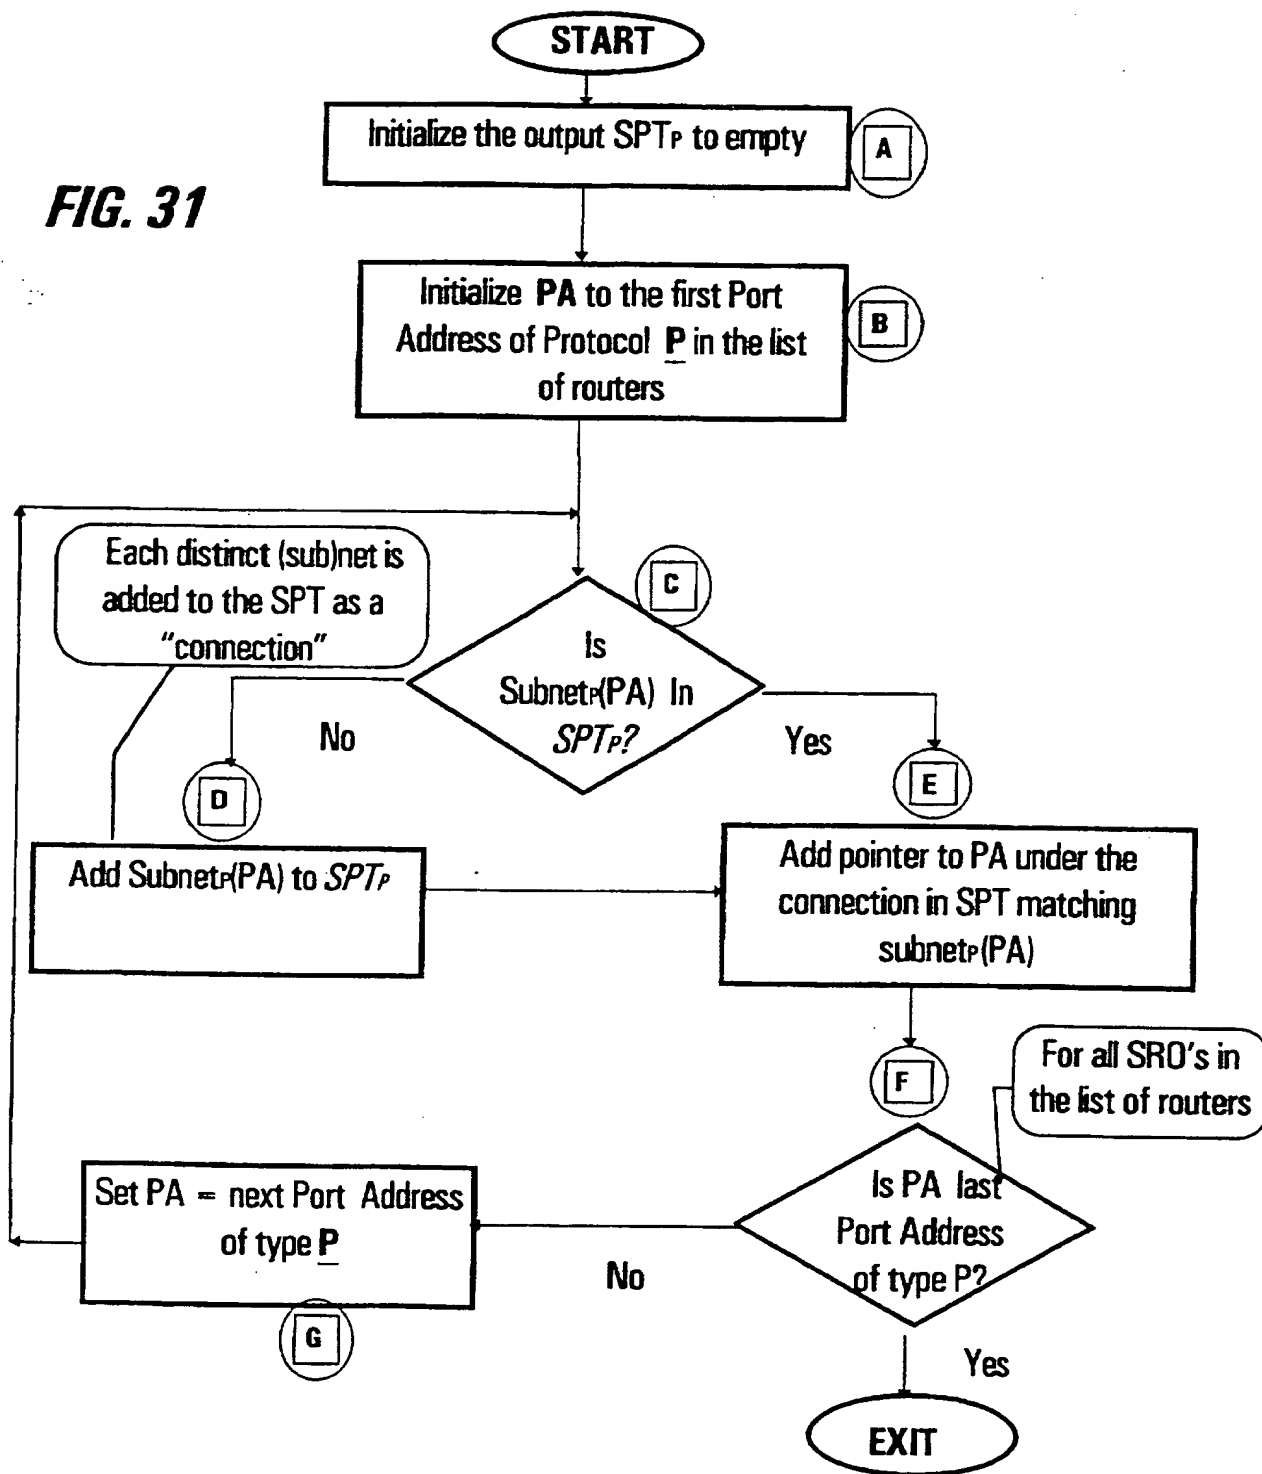 START
Initialize the output SPTP to empty
A
FIG. 31
Initialize PA to the first Port
Address of Protocol P in the list
of routers
B
Each distinct (sub)net is
added to the SPT as a
"connection"
C
Is
SubnetP(PA) In
SPTP?
No
Yes
D
E
Add SubnetP(PA) to SPTP
Add pointer to PA under the
connection in SPT matching
subnetP(PA)
F
For all SRO's in
the list of routers
Set PA = next Port Address
of type P
Is PA last
Port Address
of type P?
No
G
Yes
EXIT